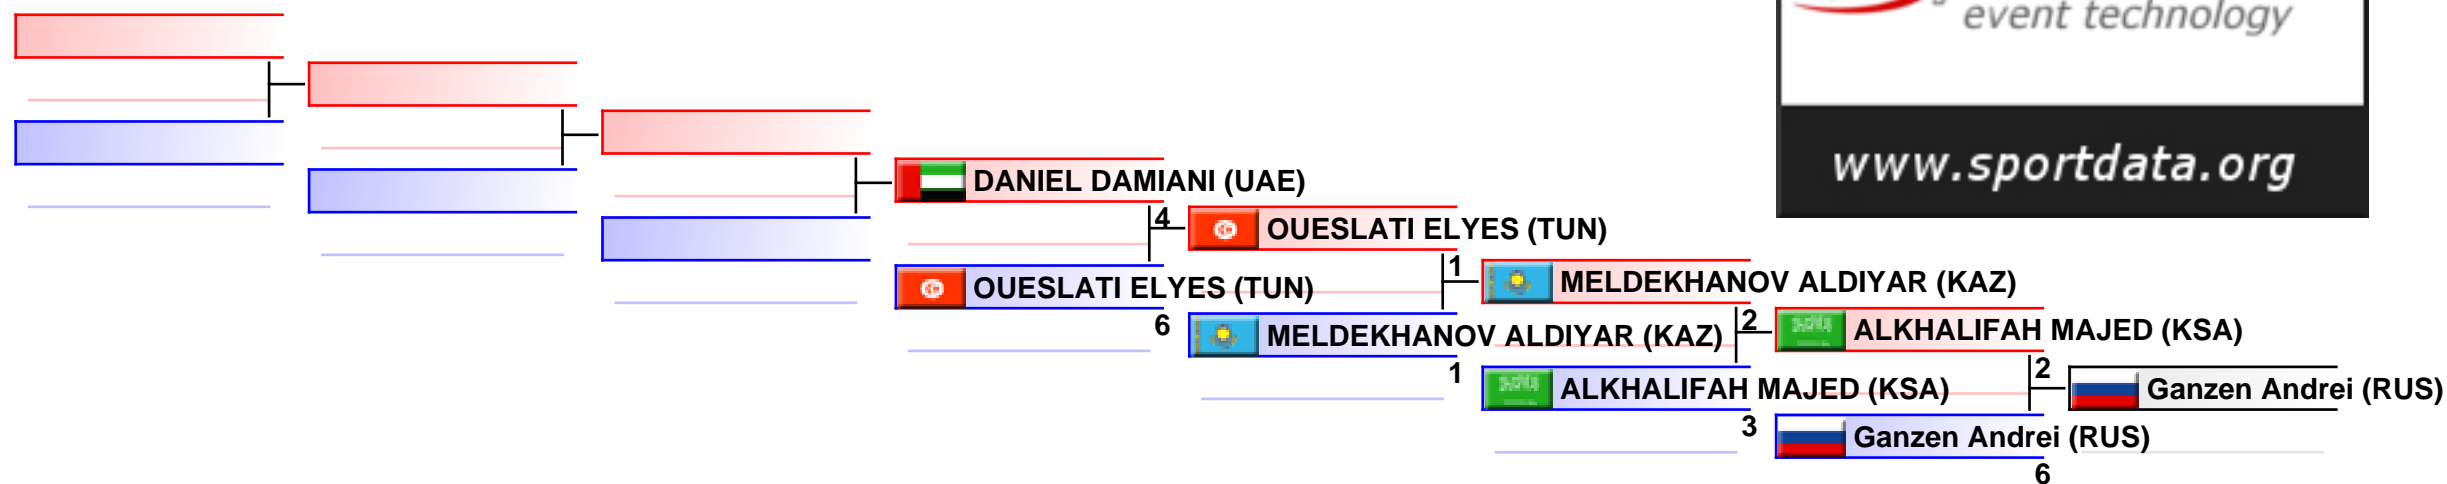 event technology
www.sportdata.org
DANIEL DAMIANI (UAE)
4
OUESLATI ELYES (TUN)
1
OUESLATI ELYES (TUN)
6
MELDEKHANOV ALDIYAR (KAZ)
2
MELDEKHANOV ALDIYAR (KAZ)
1
ALKHALIFAH MAJED (KSA)
2
ALKHALIFAH MAJED (KSA)
3
Ganzen Andrei (RUS)
Ganzen Andrei (RUS)
6